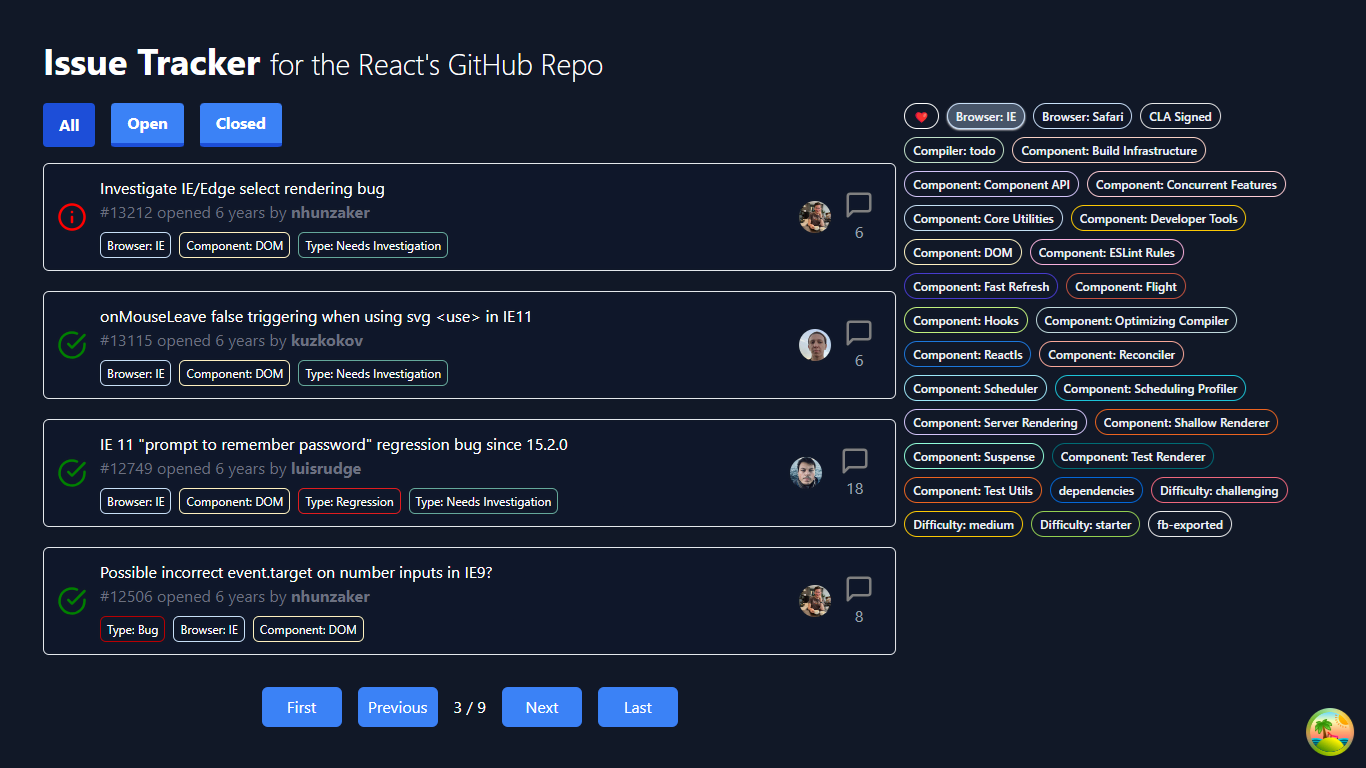 Issue Tracker for the React's GitHub Repo
All Open Closed
Investigate IE/Edge select rendering bug
#13212 opened 6 years by nhunzaker
6
Browser: IE Component: DOM Type: Needs Investigation
onMouseLeave false triggering when using svg <use> in IE11
#13115 opened 6 years by kuzkokov
6
Browser: IE Component: DOM Type: Needs Investigation
IE 11 "prompt to remember password" regression bug since 15.2.0
#12749 opened 6 years by luisrudge
18
Browser: IE Component: DOM Type: Regression Type: Needs Investigation
Possible incorrect event.target on number inputs in IE9?
#12506 opened 6 years by nhunzaker
8
Type: Bug Browser: IE Component: DOM
First Previous 3 / 9 Next Last
Browser: IE Browser: Safari CLA Signed
Compiler: todo Component: Build Infrastructure
Component: Component API Component: Concurrent Features
Component: Core Utilities Component: Developer Tools
Component: DOM Component: ESLint Rules
Component: Fast Refresh Component: Flight
Component: Hooks Component: Optimizing Compiler
Component: ReactIs Component: Reconciler
Component: Scheduler Component: Scheduling Profiler
Component: Server Rendering Component: Shallow Renderer
Component: Suspense Component: Test Renderer
Component: Test Utils dependencies Difficulty: challenging
Difficulty: medium Difficulty: starter fb-exported